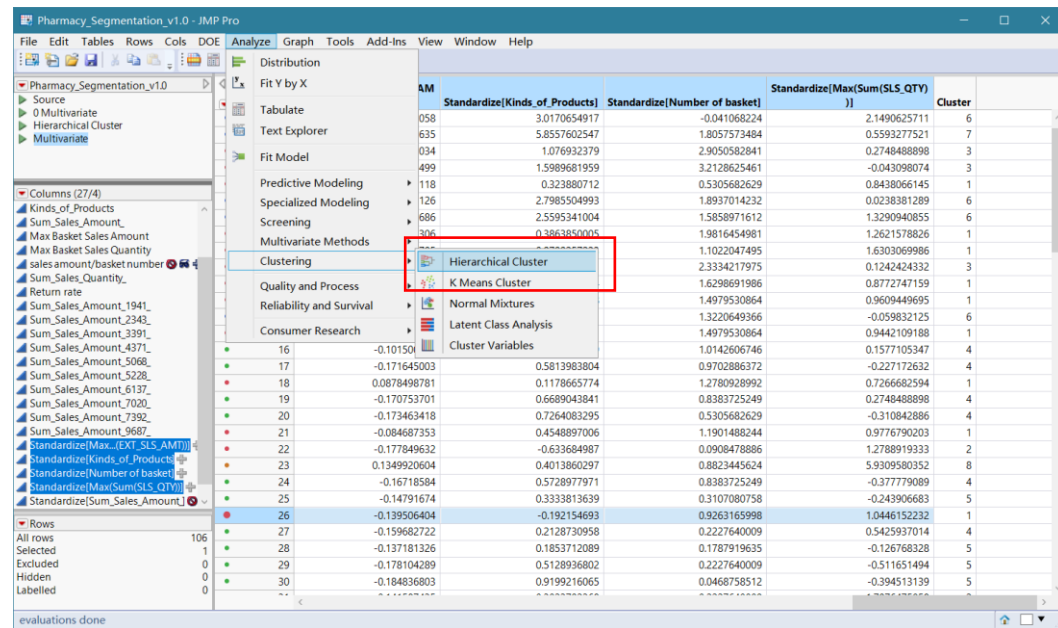 Pharmacy_Segmentation_v1.0 - JMP Pro
File Edit Tables Rows Cols DOE Analyze Graph Tools Add-Ins View Window Help
Pharmacy_Segmentation_v1.0
Source
0 Multivariate
Hierarchical Cluster
Multivariate
Columns (27/4)
Kinds_of_Products
Sum_Sales_Amount_
Max Basket Sales Amount
Max Basket Sales Quantity
sales amount/basket number
Sum_Sales_Quantity_
Return rate
Sum_Sales_Amount_1941_
Sum_Sales_Amount_2343_
Sum_Sales_Amount_3391_
Sum_Sales_Amount_4371_
Sum_Sales_Amount_5068_
Sum_Sales_Amount_5228_
Sum_Sales_Amount_6137_
Sum_Sales_Amount_7020_
Sum_Sales_Amount_7392_
Sum_Sales_Amount_9687_
Standardize[Max...(EXT_SLS_AMT))]
Standardize[Kinds_of_Products]
Standardize[Number of basket]
Standardize[Max(Sum(SLS_QTY))]
Standardize[Sum_Sales_Amount_]
Rows
All rows 106
Selected 1
Excluded 0
Hidden 0
Labelled 0
Distribution
Fit Y by X
Tabulate
Text Explorer
Fit Model
Predictive Modeling
Specialized Modeling
Screening
Multivariate Methods
Clustering
Quality and Process
Reliability and Survival
Consumer Research
Hierarchical Cluster
K Means Cluster
Normal Mixtures
Latent Class Analysis
Cluster Variables
AM Standardize[Kinds_of_Products] Standardize[Number of basket] Standardize[Max(Sum(SLS_QTY) )] Cluster
058 3.0170654917 -0.041068224 2.1490625711 6
635 5.8557602547 1.8057573484 0.5593277521 7
034 1.076932379 2.9050582841 0.2748488898 3
499 1.5989681959 3.2128625461 -0.043098074 3
118 0.323880712 0.5305682629 0.8438066145 1
126 2.7985504993 1.8937014232 0.0238381289 6
686 2.5595341004 1.5858971612 1.3290940855 6
306 0.3863850005 1.9816454981 1.2621578826 1
1.1022047495 1.6303069986 1
2.3334217975 0.1242424332 3
1.6298691986 0.8772747159 1
1.4979530864 0.9609449695 1
1.3220649366 -0.059832125 6
1.4979530864 0.9442109188 1
16 -0.10150 1.0142606746 0.1577105347 4
17 -0.171645003 0.5813983804 0.9702886372 -0.227172632 4
18 0.0878498781 0.1178665774 1.2780928992 0.7266682594 1
19 -0.170753701 0.6689043841 0.8383725249 0.2748488898 4
20 -0.173463418 0.7264083295 0.5305682629 -0.310842886 4
21 -0.084687353 0.4548897006 1.1901488244 0.9776790203 1
22 -0.177849632 -0.633684987 0.0908478886 1.2788919333 2
23 0.1349920604 0.4013860297 0.8823445624 5.9309580352 8
24 -0.16718584 0.5728977971 0.8383725249 -0.377779089 4
25 -0.14791674 0.3333813639 0.3107080758 -0.243906683 5
26 -0.139506404 -0.192154693 0.9263165998 1.0446152232 1
27 -0.159682722 0.2128730958 0.2227640009 0.5425937014 4
28 -0.137181326 0.1853712089 0.1787919635 -0.126768328 5
29 -0.178104289 0.5128936802 0.2227640009 -0.511651494 5
30 -0.184836803 0.9199216065 0.0468758512 -0.394513139 5
evaluations done